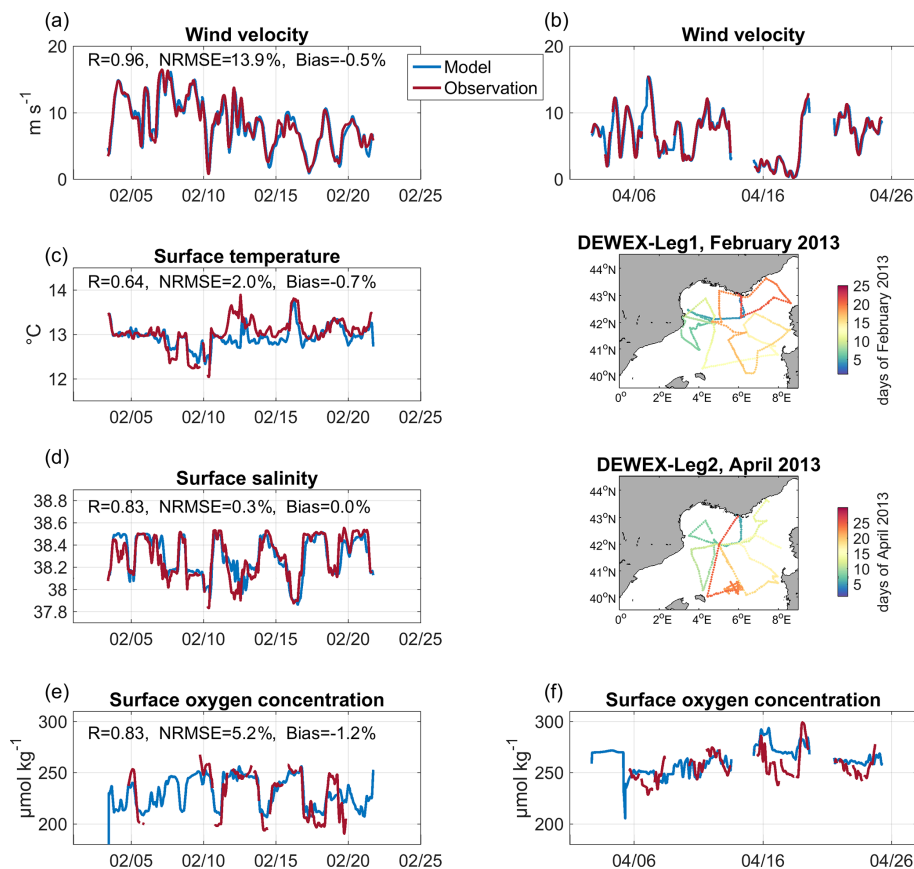 (a)
Wind velocity
R=0.96, NRMSE=13.9%, Bias=-0.5%
Model
Observation
m s-1
20
10
0
02/05
02/10
02/15
02/20
02/25
(b)
Wind velocity
20
10
0
04/06
04/16
04/26
(c)
Surface temperature
R=0.64, NRMSE=2.0%, Bias=-0.7%
°C
14
13
12
02/05
02/10
02/15
02/20
02/25
DEWEX-Leg1, February 2013
44°N
43°N
42°N
41°N
40°N
0°
2°E
4°E
6°E
8°E
25
20
15
10
5
days of February 2013
(d)
Surface salinity
R=0.83, NRMSE=0.3%, Bias=0.0%
38.8
38.6
38.4
38.2
38
37.8
02/05
02/10
02/15
02/20
02/25
DEWEX-Leg2, April 2013
44°N
43°N
42°N
41°N
40°N
0°
2°E
4°E
6°E
8°E
25
20
15
10
5
days of April 2013
(e)
Surface oxygen concentration
R=0.83, NRMSE=5.2%, Bias=-1.2%
µmol kg-1
300
250
200
02/05
02/10
02/15
02/20
02/25
(f)
Surface oxygen concentration
µmol kg-1
300
250
200
04/06
04/16
04/26